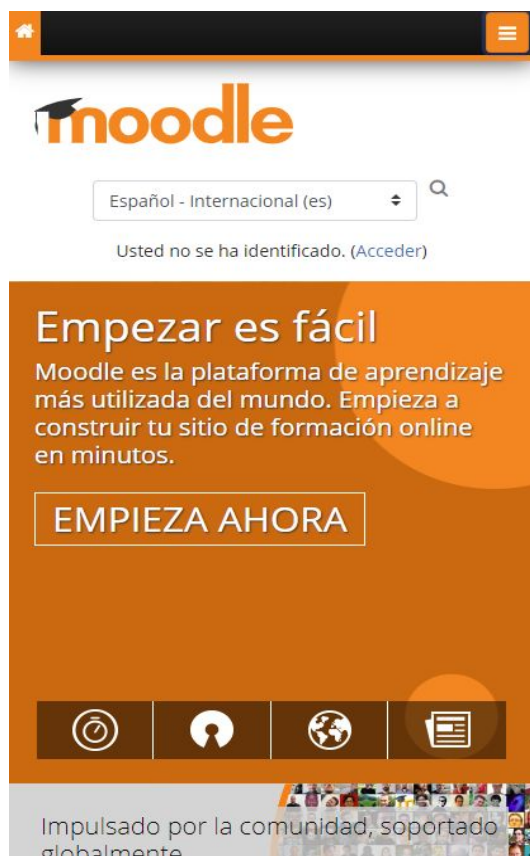 moodle
Español - Internacional (es)
Usted no se ha identificado. (Acceder)
Empezar es fácil
Moodle es la plataforma de aprendizaje
más utilizada del mundo. Empieza a
construir tu sitio de formación online
en minutos.
EMPIEZA AHORA
Impulsado por la comunidad, soportado
globalmente